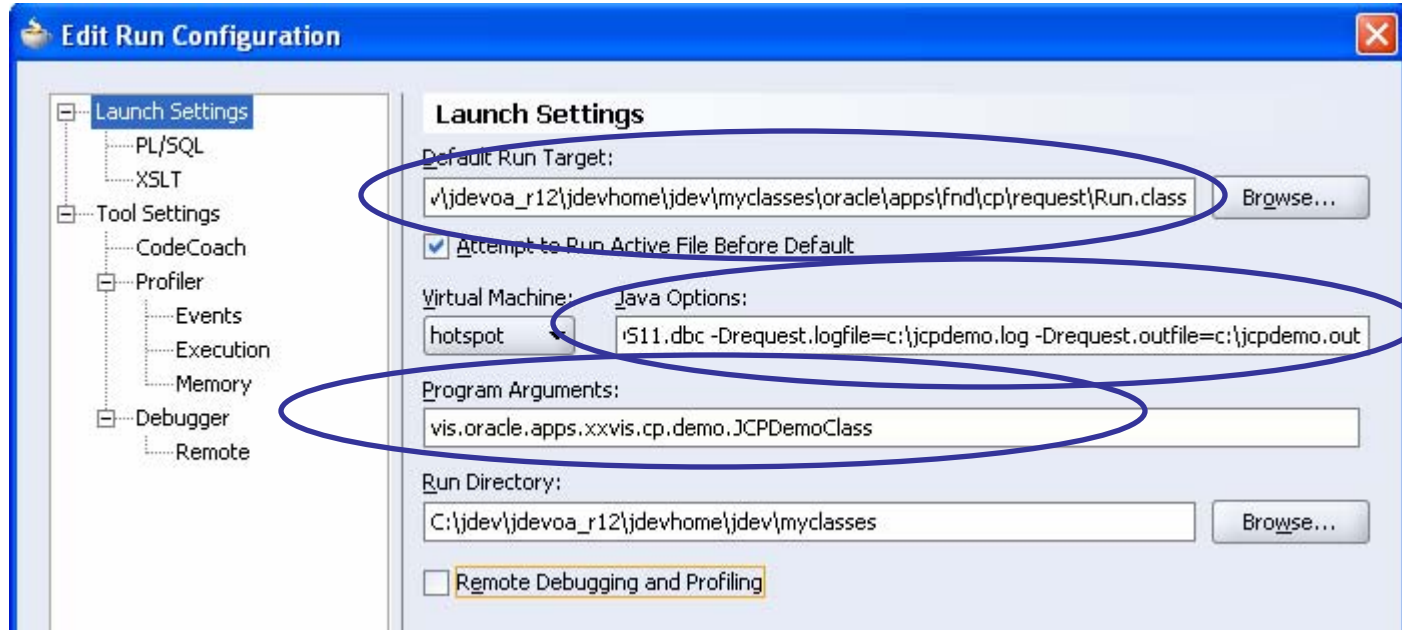 Edit Run Configuration
Launch Settings
PL/SQL
XSLT
Tool Settings
CodeCoach
Profiler
Events
Execution
Memory
Debugger
Remote
Launch Settings
Default Run Target:
\jdevoa_r12\jdevhome\jdev\myclasses\oracle\apps\fnd\cp\request\Run.class
Browse...
Attempt to Run Active File Before Default
Virtual Machine:
Java Options:
hotspot
S11.dbc -Drequest.logfile=c:\jcpdemo.log -Drequest.outfile=c:\jcpdemo.out
Program Arguments:
vis.oracle.apps.xxvis.cp.demo.JCPDemoClass
Run Directory:
C:\jdev\jdevoa_r12\jdevhome\jdev\myclasses
Browse...
Remote Debugging and Profiling